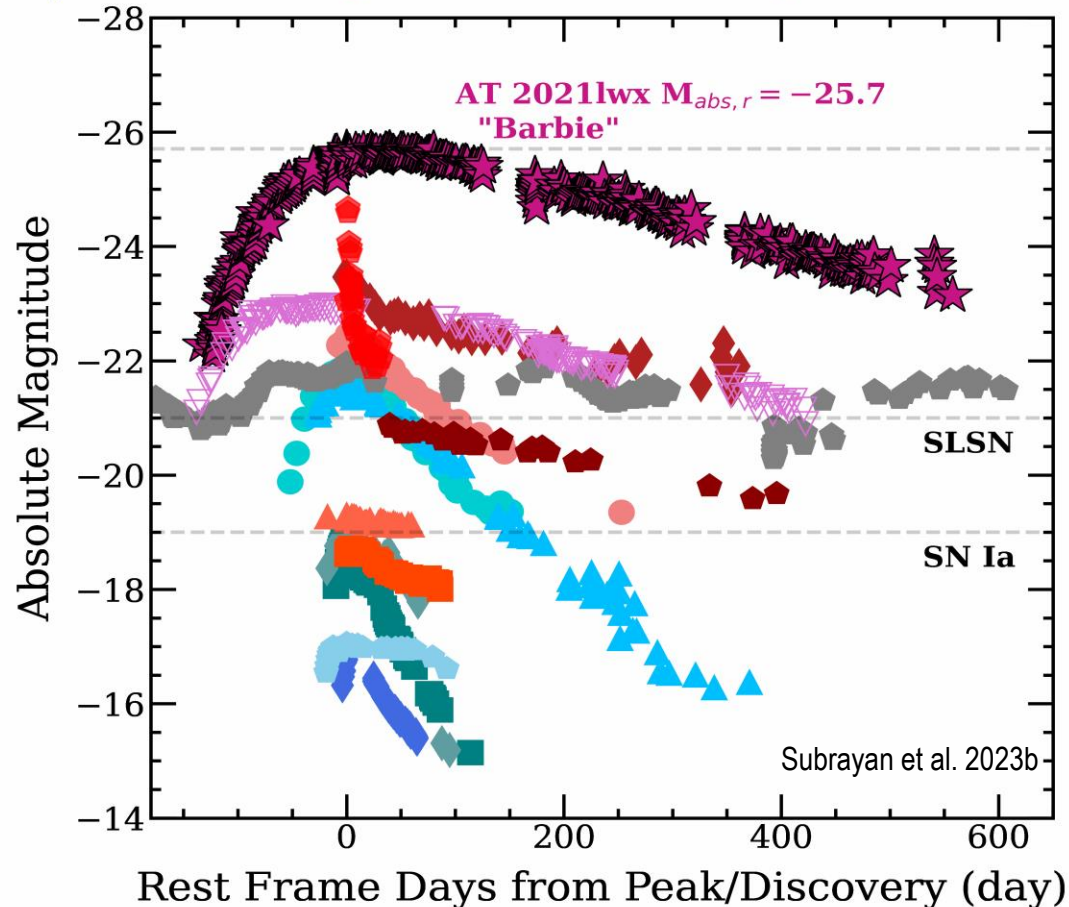 −28
−26
−24
−22
−20
−18
−16
−14
Absolute Magnitude
AT 2021lwx M_abs,r = −25.7
"Barbie"
SLSN
SN Ia
Subrayan et al. 2023b
0
200
400
600
Rest Frame Days from Peak/Discovery (day)